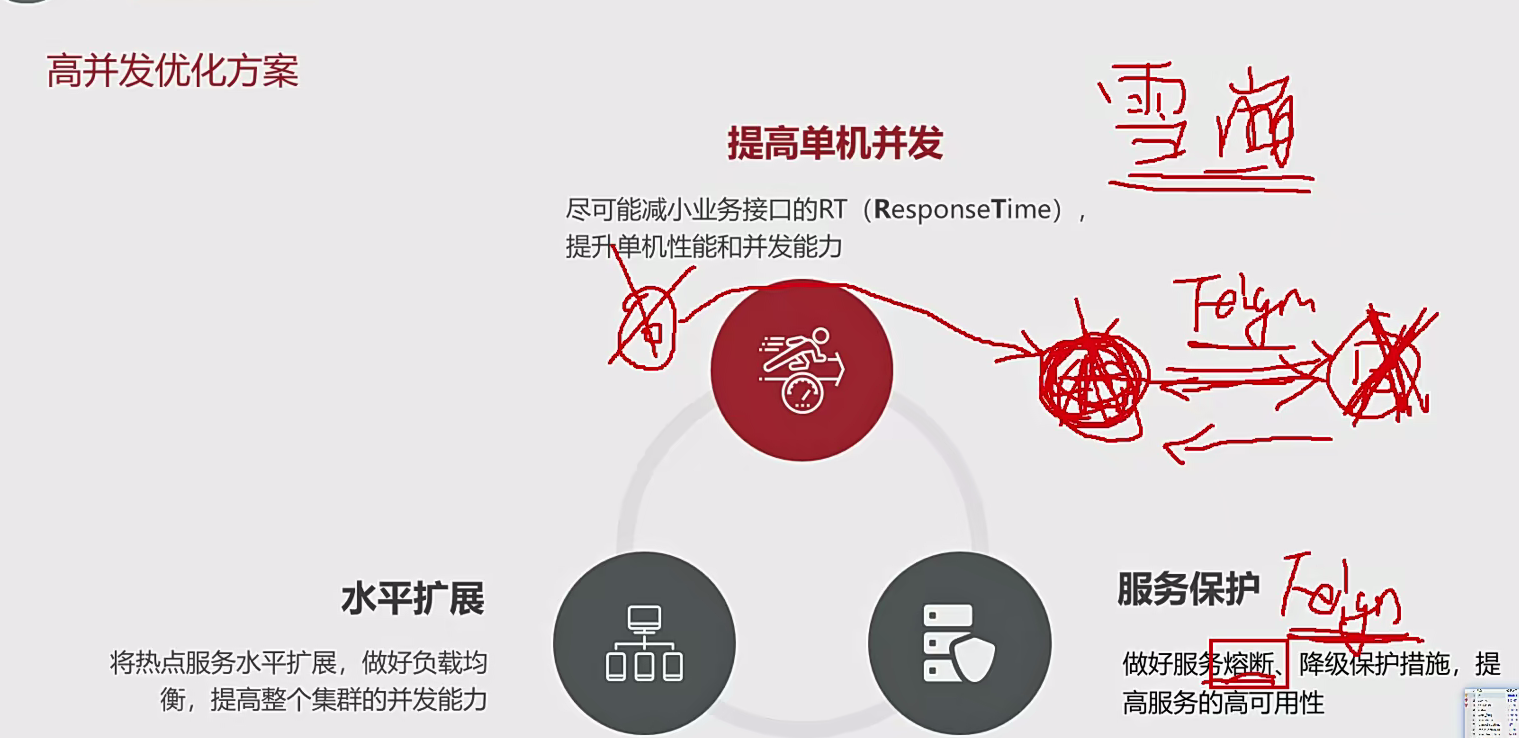 高并发优化方案
雪崩
提高单机并发
尽可能减小业务接口的RT（ResponseTime），
提升单机性能和并发能力
Feign
水平扩展
将热点服务水平扩展，做好负载均
衡，提高整个集群的并发能力
服务保护
Feign
做好服务熔断、降级保护措施，提
高服务的高可用性